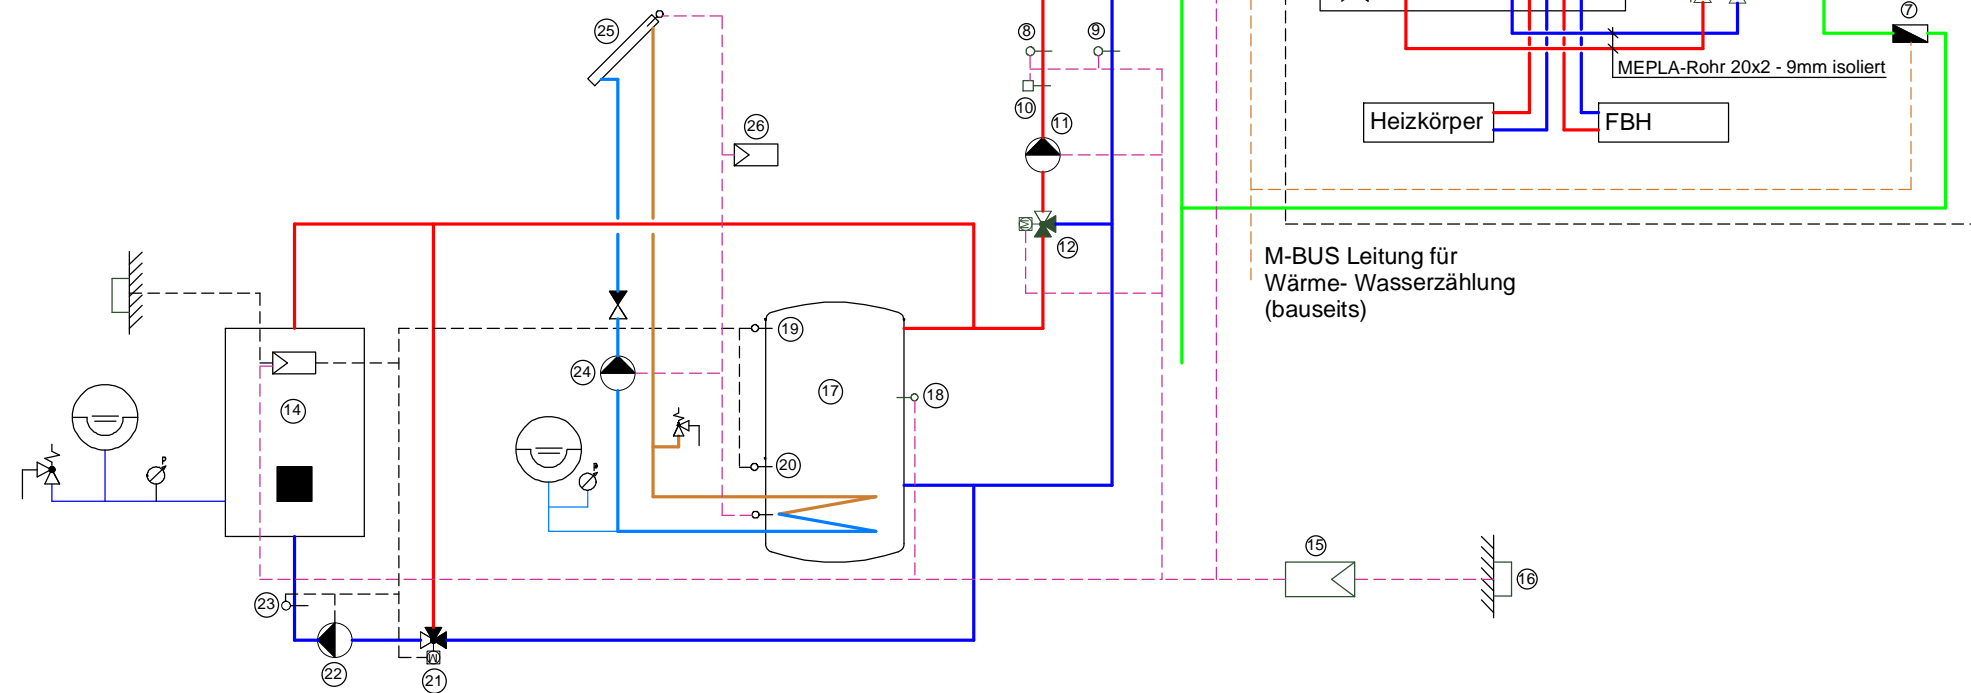 25
8
9
7
MEPLA-Rohr 20x2 - 9mm isoliert
10
26
11
Heizkörper
FBH
12
M-BUS Leitung für
Wärme- Wasserzählung
(bauseits)
19
24
17
18
14
P
20
P
15
16
23
22
21
M
M